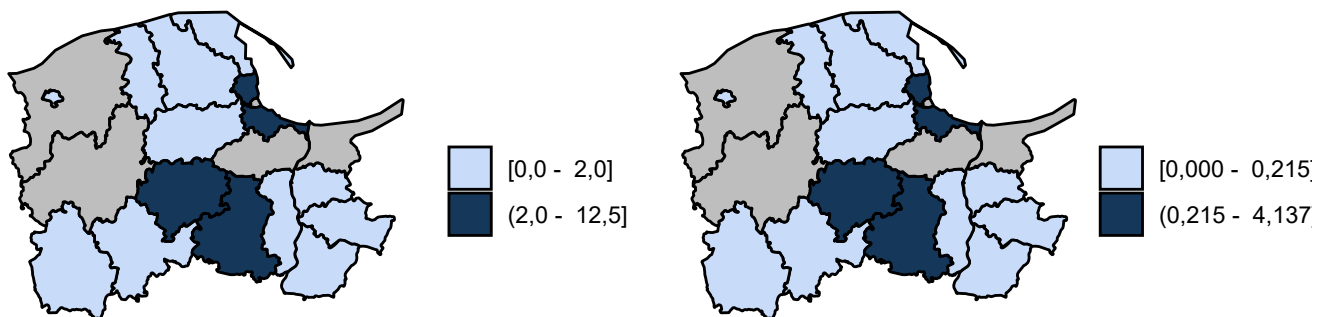 [0,0 - 2,0]
(2,0 - 12,5]
[0,000 - 0,215]
(0,215 - 4,137]